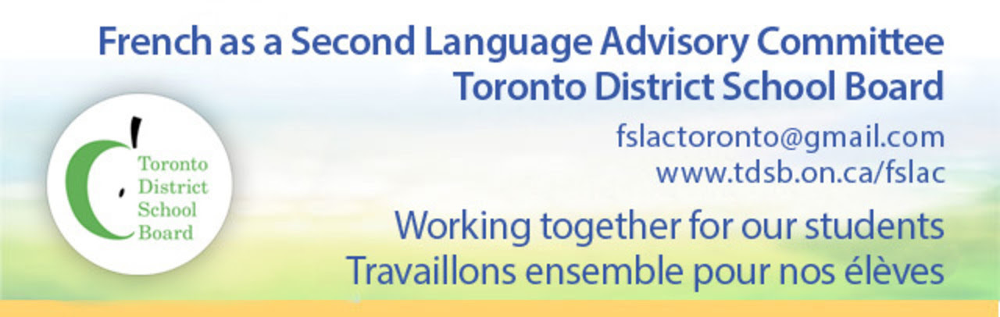 French as a Second Language Advisory Committee
Toronto District School Board
fslactoronto@gmail.com
www.tdsb.on.ca/fslac
Toronto
District
School
Board
Working together for our students
Travaillons ensemble pour nos élèves